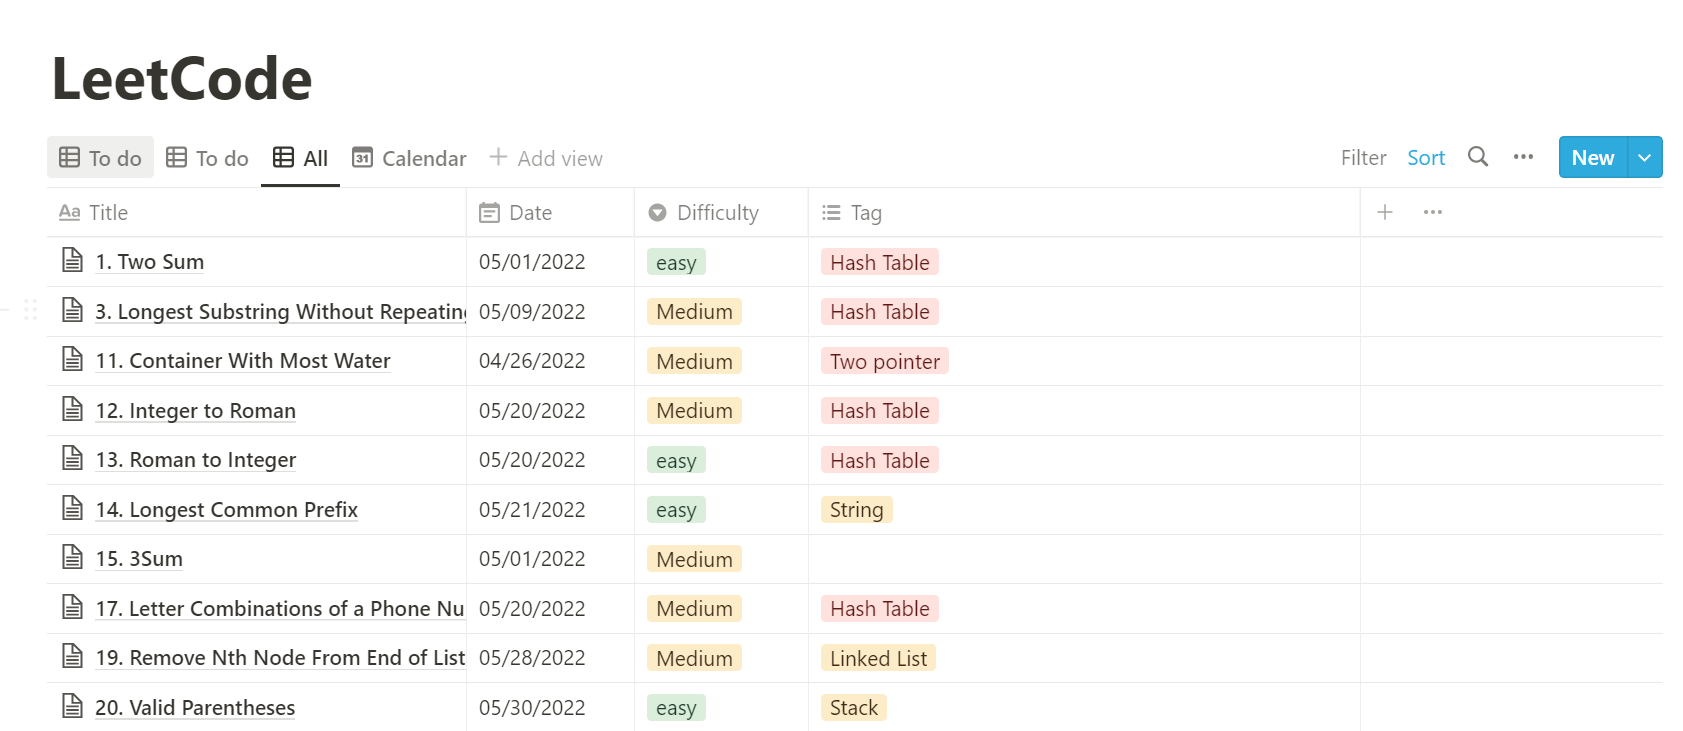 LeetCode
To do To do All 31 Calendar + Add view Filter Sort ••• New
Aa Title Date Difficulty Tag + •••
1. Two Sum 05/01/2022 easy Hash Table
3. Longest Substring Without Repeating 05/09/2022 Medium Hash Table
11. Container With Most Water 04/26/2022 Medium Two pointer
12. Integer to Roman 05/20/2022 Medium Hash Table
13. Roman to Integer 05/20/2022 easy Hash Table
14. Longest Common Prefix 05/21/2022 easy String
15. 3Sum 05/01/2022 Medium
17. Letter Combinations of a Phone Nu 05/20/2022 Medium Hash Table
19. Remove Nth Node From End of List 05/28/2022 Medium Linked List
20. Valid Parentheses 05/30/2022 easy Stack